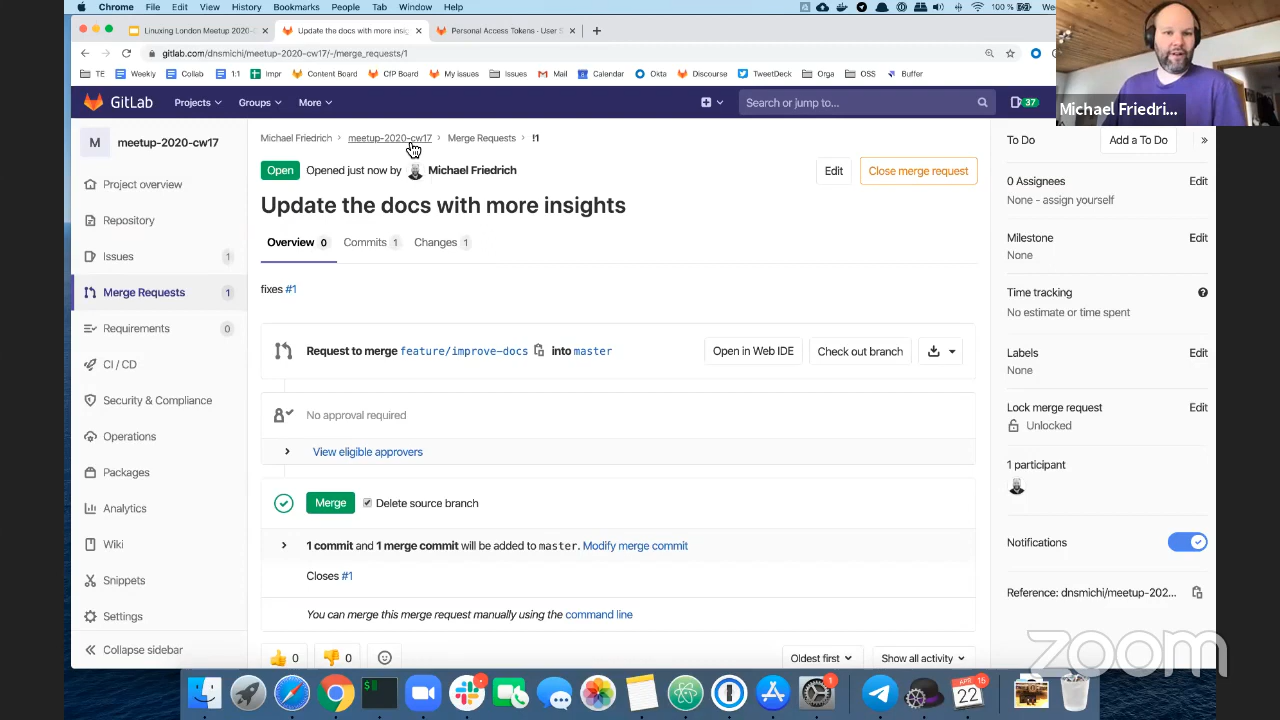 Chrome File Edit View History Bookmarks People Tab Window Help 100 %
Linuxing London Meetup 2020-
Update the docs with more insig
Personal Access Tokens · User S
gitlab.com/dnsmichi/meetup-2020-cw17/-/merge_requests/1
TE Weekly Collab 1:1 Impr Content Board CfP Board My issues Issues Mail Calendar Okta Discourse TweetDeck Orga OSS Buffer
Michael Friedri...
GitLab Projects Groups More Search or jump to... 37
M meetup-2020-cw17
Project overview
Repository
Issues 1
Merge Requests 1
Requirements 0
CI / CD
Security & Compliance
Operations
Packages
Analytics
Wiki
Snippets
Settings
Collapse sidebar
Michael Friedrich > meetup-2020-cw17 > Merge Requests > !1
Open Opened just now by Michael Friedrich Edit Close merge request
Update the docs with more insights
Overview 0 Commits 1 Changes 1
fixes #1
Request to merge feature/improve-docs into master Open in Web IDE Check out branch
No approval required
View eligible approvers
Merge Delete source branch
1 commit and 1 merge commit will be added to master. Modify merge commit
Closes #1
You can merge this merge request manually using the command line
0 0 Oldest first Show all activity
To Do Add a To Do
0 Assignees Edit
None - assign yourself
Milestone Edit
None
Time tracking
No estimate or time spent
Labels Edit
None
Lock merge request Edit
Unlocked
1 participant
Notifications
Reference: dnsmichi/meetup-202...
zoom
1
APR
22
16